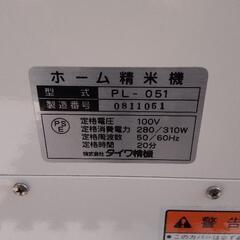 ホーム精米機
型式 PL-051
製造番号 0811051
PS E
定格電圧 100V
定格消費電力 280/310W
定格周波数 50/60Hz
定格時間 20分
株式会社 タイワ精機
警告